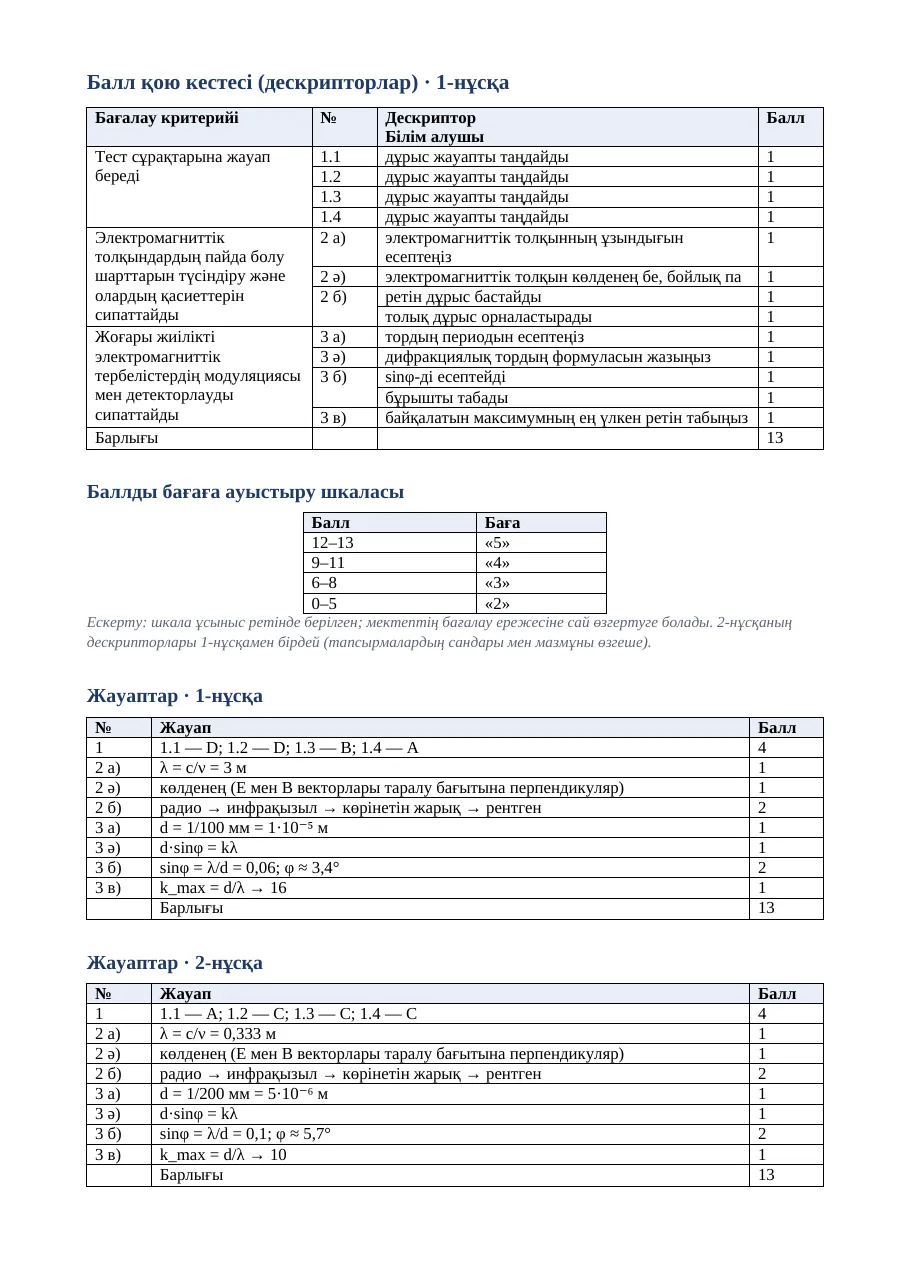 Балл қою кестесі (дескрипторлар) · 1-нұсқа
Бағалау критерийі № Дескриптор Балл
Білім алушы
Тест сұрақтарына жауап 1.1 дұрыс жауапты таңдайды 1
береді 1.2 дұрыс жауапты таңдайды 1
1.3 дұрыс жауапты таңдайды 1
1.4 дұрыс жауапты таңдайды 1
Электромагниттік 2 а) электромагниттік толқынның ұзындығын 1
толқындардың пайда болу есептеңіз
шарттарын түсіндіру және 2 ә) электромагниттік толқын көлденең бе, бойлық па 1
олардың қасиеттерін 2 б) ретін дұрыс бастайды 1
сипаттайды толық дұрыс орналастырады 1
Жоғары жиілікті 3 а) тордың периодын есептеңіз 1
электромагниттік 3 ә) дифракциялық тордың формуласын жазыңыз 1
тербелістердің модуляциясы 3 б) sinφ-ді есептейді 1
мен детекторлауды бұрышты табады 1
сипаттайды 3 в) байқалатын максимумның ең үлкен ретін табыңыз 1
Барлығы 13
Баллды бағаға ауыстыру шкаласы
Балл Баға
12–13 «5»
9–11 «4»
6–8 «3»
0–5 «2»
Ескерту: шкала ұсыныс ретінде берілген; мектептің бағалау ережесіне сай өзгертуге болады. 2-нұсқаның
дескрипторлары 1-нұсқамен бірдей (тапсырмалардың сандары мен мазмұны өзгеше).
Жауаптар · 1-нұсқа
№ Жауап Балл
1 1.1 — D; 1.2 — D; 1.3 — B; 1.4 — A 4
2 а) λ = c/ν = 3 м 1
2 ә) көлденең (E мен B векторлары таралу бағытына перпендикуляр) 1
2 б) радио → инфрақызыл → көрінетін жарық → рентген 2
3 а) d = 1/100 мм = 1·10⁻⁵ м 1
3 ә) d·sinφ = kλ 1
3 б) sinφ = λ/d = 0,06; φ ≈ 3,4° 2
3 в) k_max = d/λ → 16 1
Барлығы 13
Жауаптар · 2-нұсқа
№ Жауап Балл
1 1.1 — A; 1.2 — C; 1.3 — C; 1.4 — C 4
2 а) λ = c/ν = 0,333 м 1
2 ә) көлденең (E мен B векторлары таралу бағытына перпендикуляр) 1
2 б) радио → инфрақызыл → көрінетін жарық → рентген 2
3 а) d = 1/200 мм = 5·10⁻⁶ м 1
3 ә) d·sinφ = kλ 1
3 б) sinφ = λ/d = 0,1; φ ≈ 5,7° 2
3 в) k_max = d/λ → 10 1
Барлығы 13